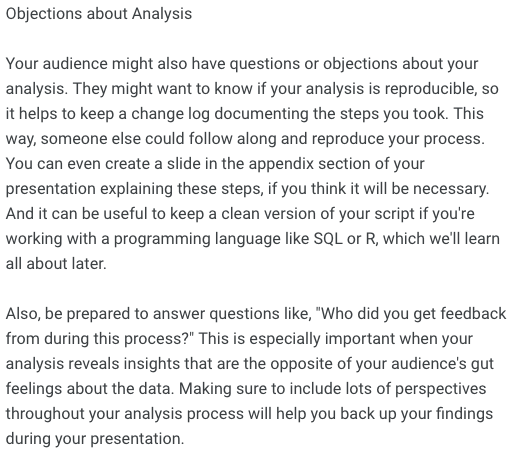 Objections about Analysis
Your audience might also have questions or objections about your
analysis. They might want to know if your analysis is reproducible, so
it helps to keep a change log documenting the steps you took. This
way, someone else could follow along and reproduce your process.
You can even create a slide in the appendix section of your
presentation explaining these steps, if you think it will be necessary.
And it can be useful to keep a clean version of your script if you're
working with a programming language like SQL or R, which we'll learn
all about later.
Also, be prepared to answer questions like, "Who did you get feedback
from during this process?" This is especially important when your
analysis reveals insights that are the opposite of your audience's gut
feelings about the data. Making sure to include lots of perspectives
throughout your analysis process will help you back up your findings
during your presentation.